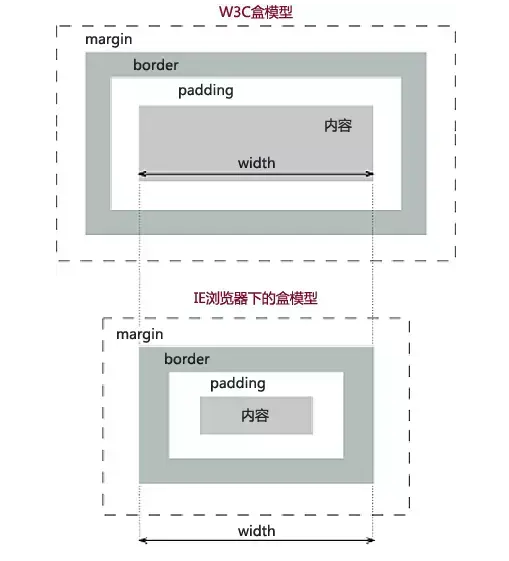 W3C盒模型
margin
border
padding
内容
width
IE浏览器下的盒模型
margin
border
padding
内容
width